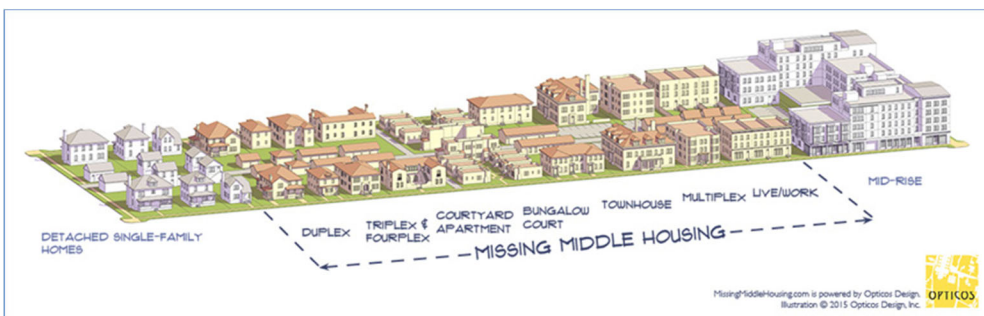 DETACHED SINGLE-FAMILY
HOMES
DUPLEX
TRIPLEX &
FOURPLEX
COURTYARD
APARTMENT
BUNGALOW
COURT
TOWNHOUSE
MULTIPLEX
LIVE/WORK
MID-RISE
MISSING MIDDLE HOUSING
MissingMiddleHousing.com is powered by Opticos Design.
Illustration © 2015 Opticos Design, Inc.
OPTICOS